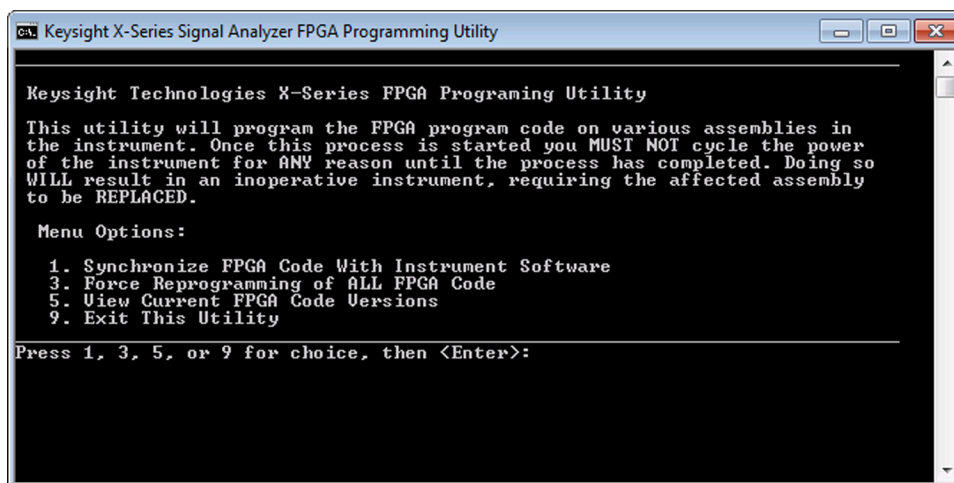 Keysight X-Series Signal Analyzer FPGA Programming Utility
Keysight Technologies X-Series FPGA Programing Utility
This utility will program the FPGA program code on various assemblies in
the instrument. Once this process is started you MUST NOT cycle the power
of the instrument for ANY reason until the process has completed. Doing so
WILL result in an inoperative instrument, requiring the affected assembly
to be REPLACED.
Menu Options:
1. Synchronize FPGA Code With Instrument Software
3. Force Reprogramming of ALL FPGA Code
5. View Current FPGA Code Versions
9. Exit This Utility
Press 1, 3, 5, or 9 for choice, then <Enter>: